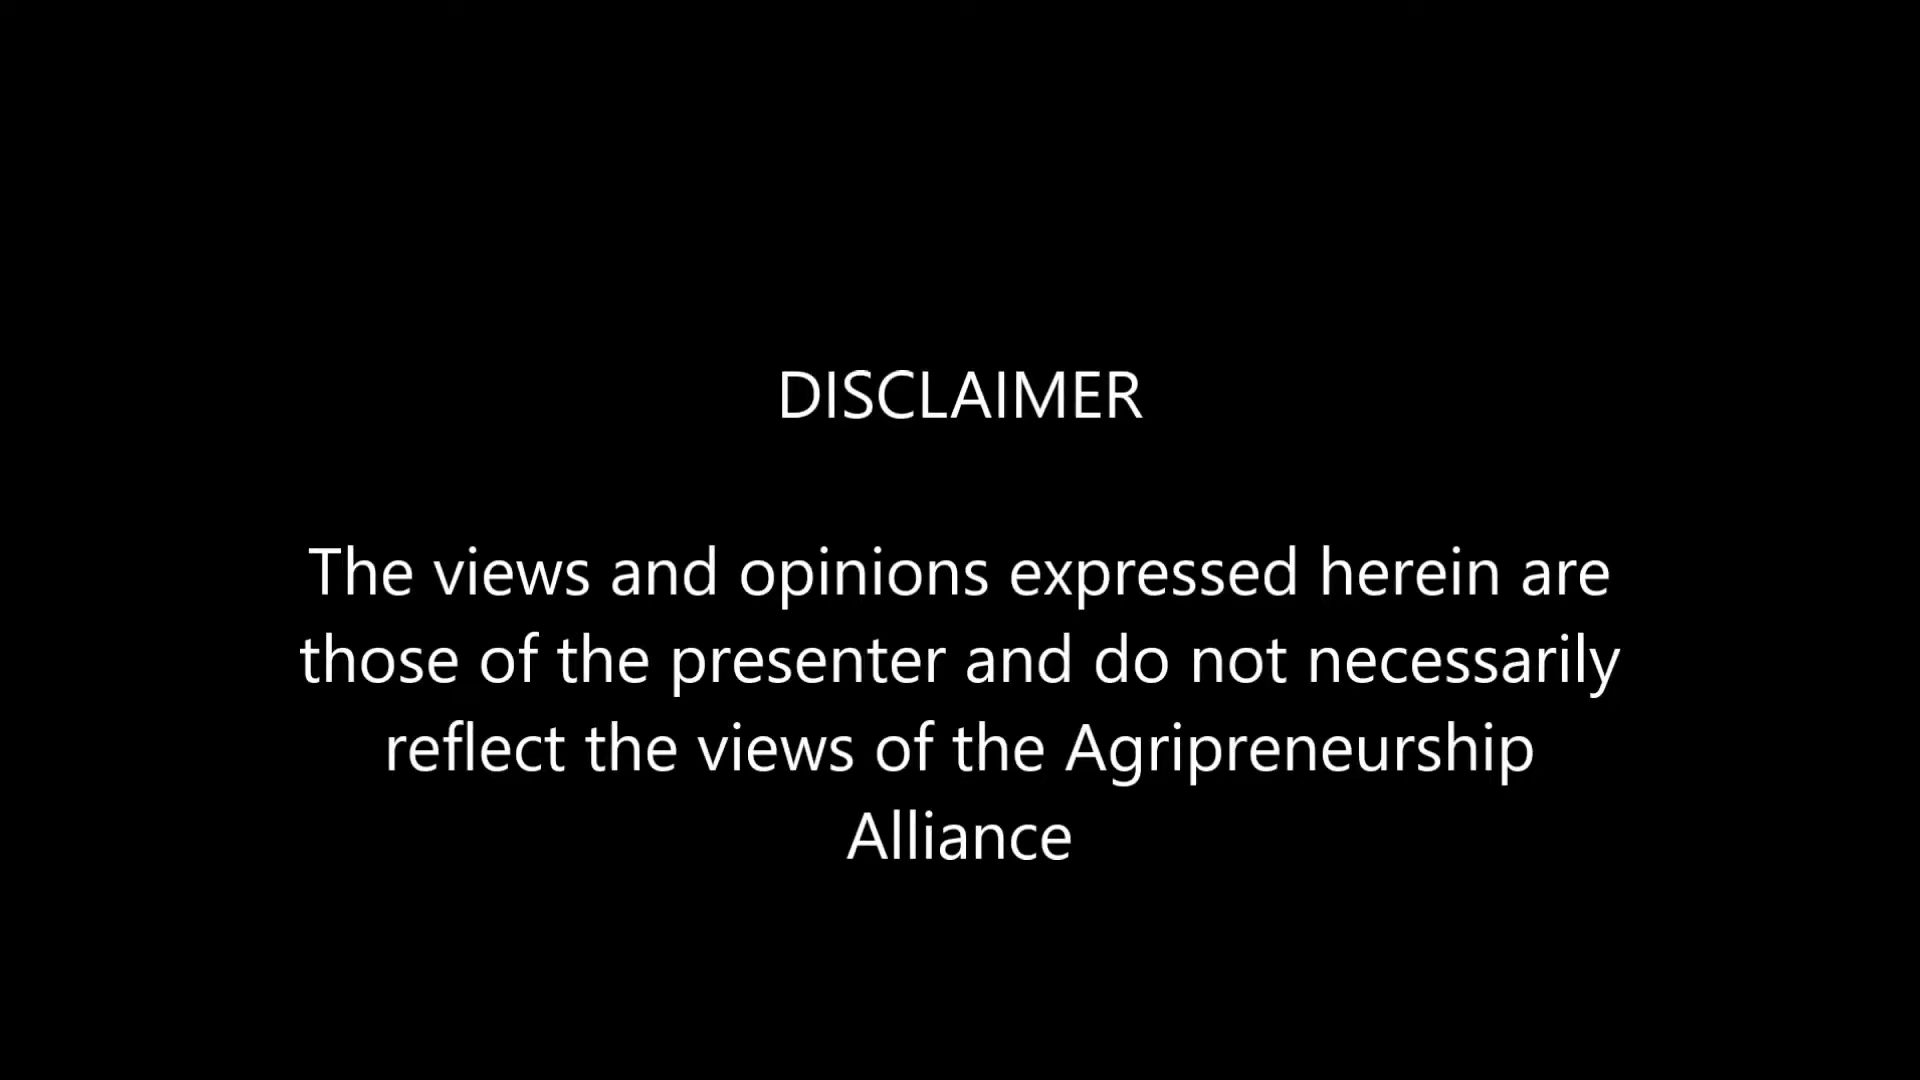 DISCLAIMER
The views and opinions expressed herein are
those of the presenter and do not necessarily
reflect the views of the Agripreneurship
Alliance